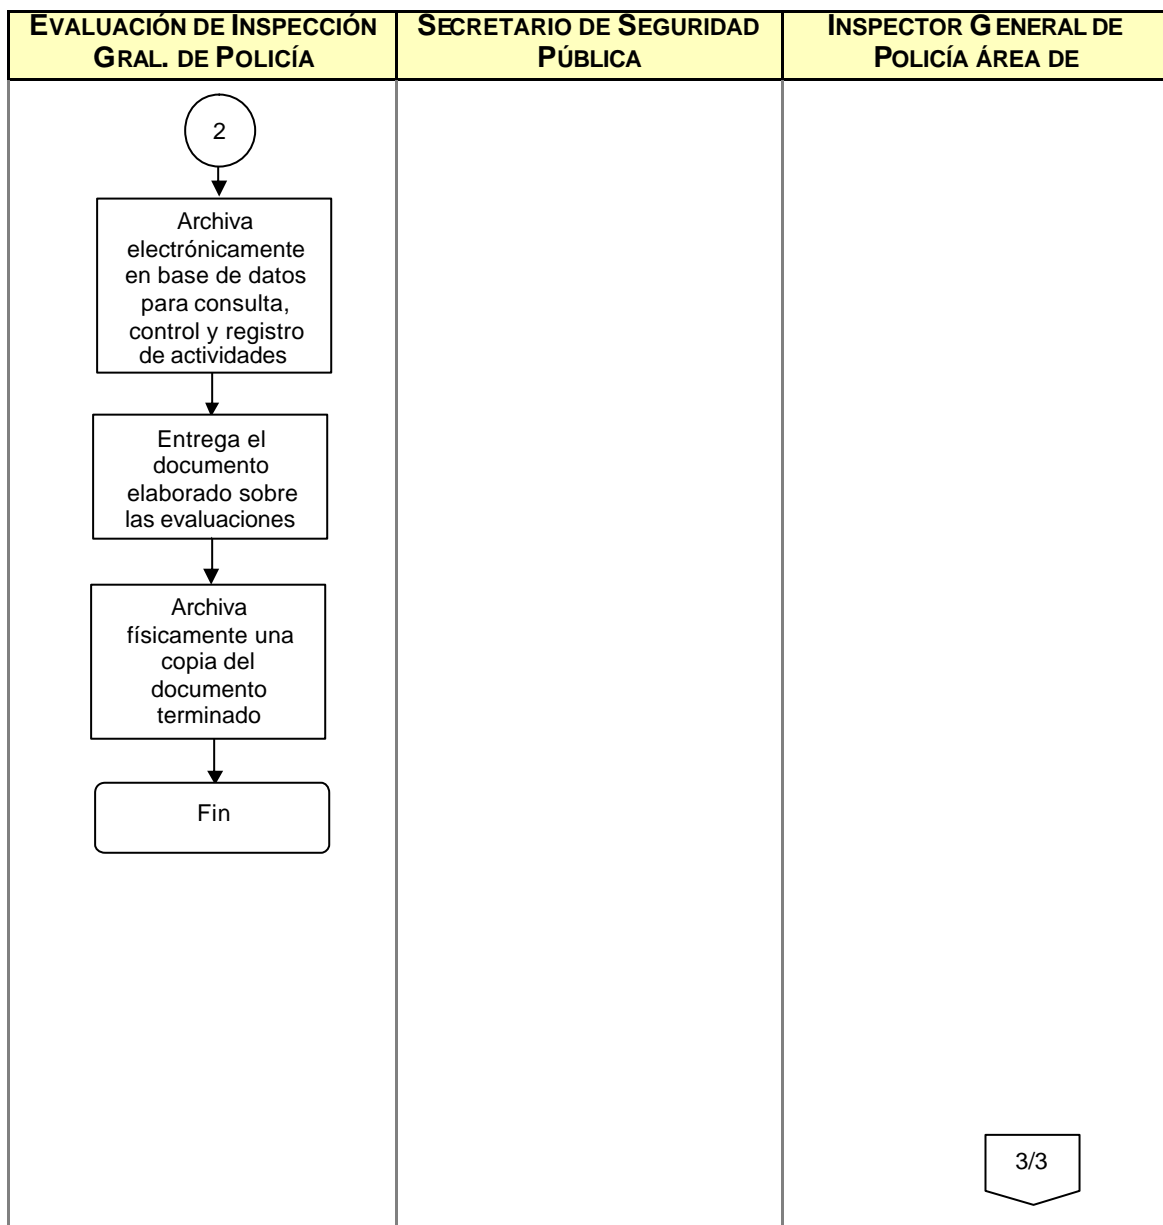 EVALUACIÓN DE INSPECCIÓN
GRAL. DE POLICÍA
SECRETARIO DE SEGURIDAD
PÚBLICA
INSPECTOR GENERAL DE
POLICÍA ÁREA DE
2
Archiva
electrónicamente
en base de datos
para consulta,
control y registro
de actividades
Entrega el
documento
elaborado sobre
las evaluaciones
Archiva
físicamente una
copia del
documento
terminado
Fin
3/3